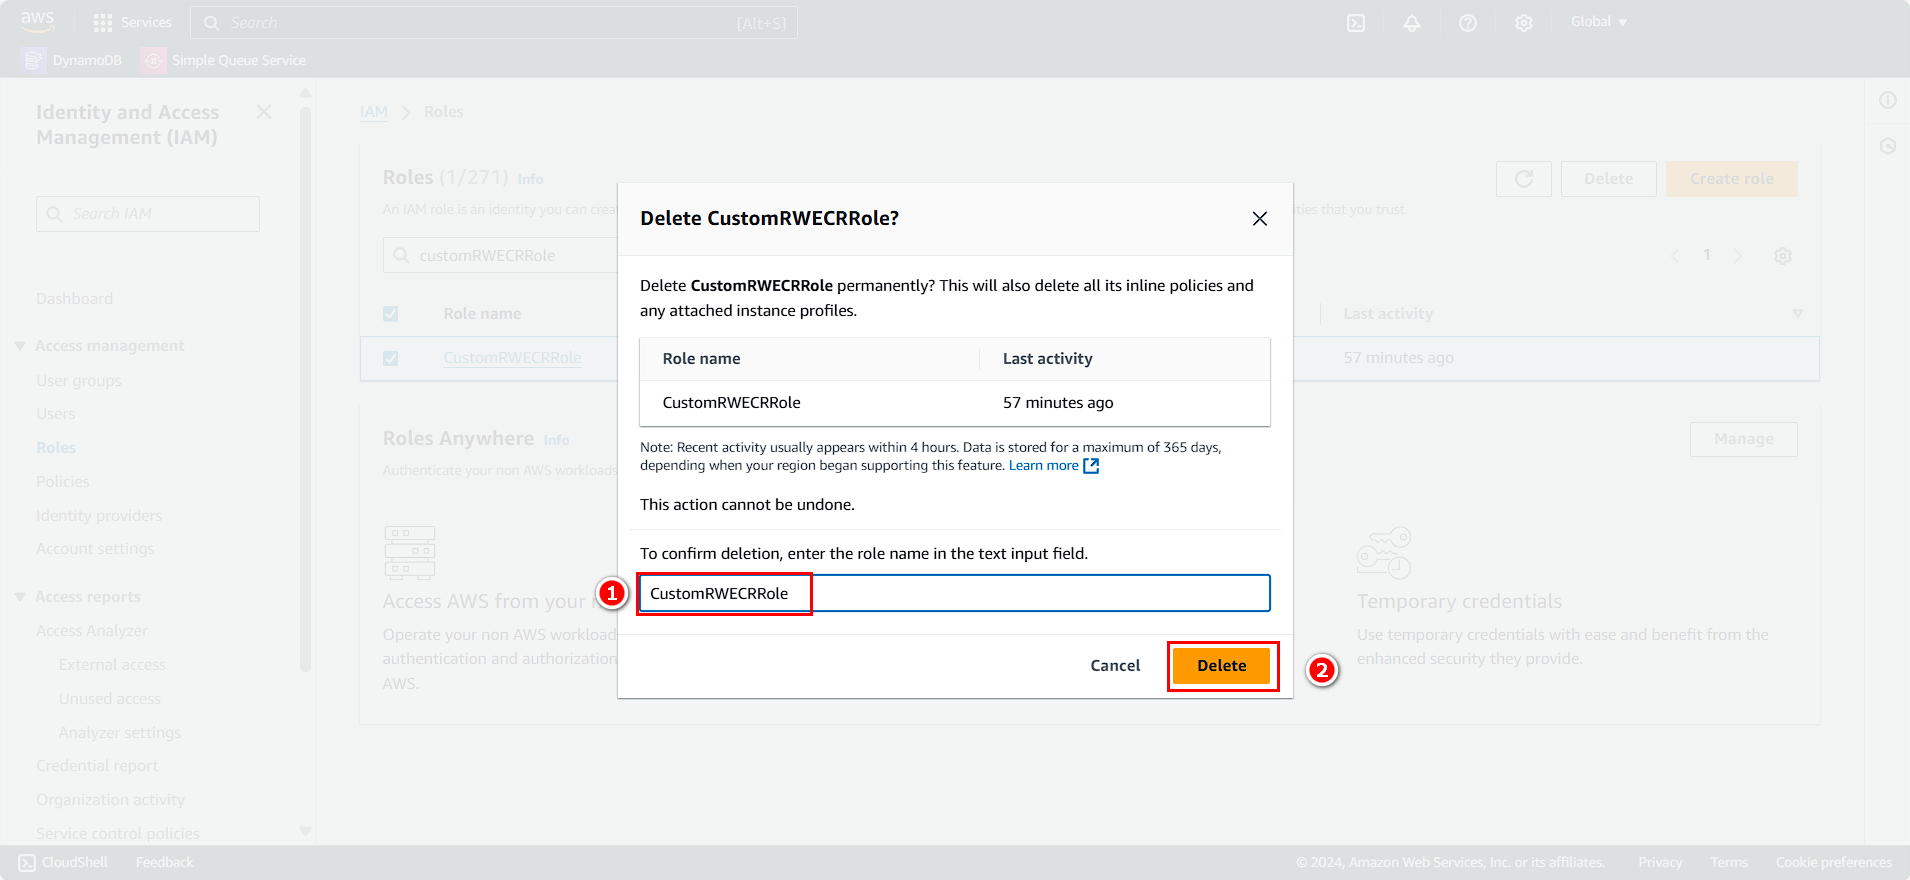 aws
Services
Search
[Alt+S]
Global
DynamoDB
Simple Queue Service
Identity and Access
Management (IAM)
Search IAM
Dashboard
Access management
User groups
Users
Roles
Policies
Identity providers
Account settings
Access reports
Access Analyzer
External access
Unused access
Analyzer settings
Credential report
Organization activity
Service control policies
IAM
Roles
Roles (1/271) Info
Delete
Create role
An IAM role is an identity you can
ties that you trust.
customRWECRRole
1
Role name
Last activity
CustomRWECRRole
57 minutes ago
Roles Anywhere Info
Manage
Authenticate your non AWS workloads
Access AWS from your
Operate your non AWS workload
authentication and authorization
AWS.
Temporary credentials
Use temporary credentials with ease and benefit from the
enhanced security they provide.
Delete CustomRWECRRole?
Delete CustomRWECRRole permanently? This will also delete all its inline policies and
any attached instance profiles.
Role name
Last activity
CustomRWECRRole
57 minutes ago
Note: Recent activity usually appears within 4 hours. Data is stored for a maximum of 365 days,
depending when your region began supporting this feature. Learn more
This action cannot be undone.
To confirm deletion, enter the role name in the text input field.
1
CustomRWECRRole
Cancel
Delete
2
CloudShell
Feedback
© 2024, Amazon Web Services, Inc. or its affiliates.
Privacy
Terms
Cookie preferences